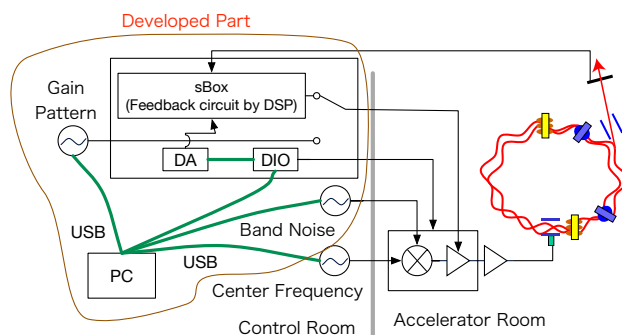 Developed Part
Gain
Pattern
sBox
(Feedback circuit by DSP)
DA
DIO
USB
Band Noise
PC
USB
Center Frequency
Control Room
Accelerator Room